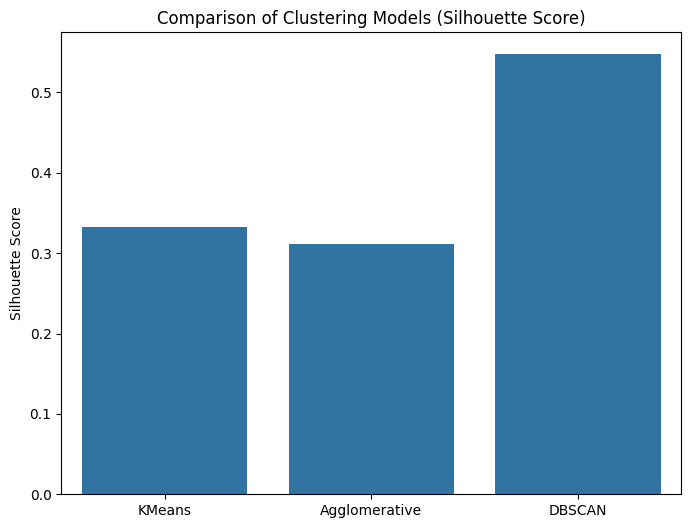 Comparison of Clustering Models (Silhouette Score)
Silhouette Score
0.5
0.4
0.3
0.2
0.1
0.0
KMeans
Agglomerative
DBSCAN